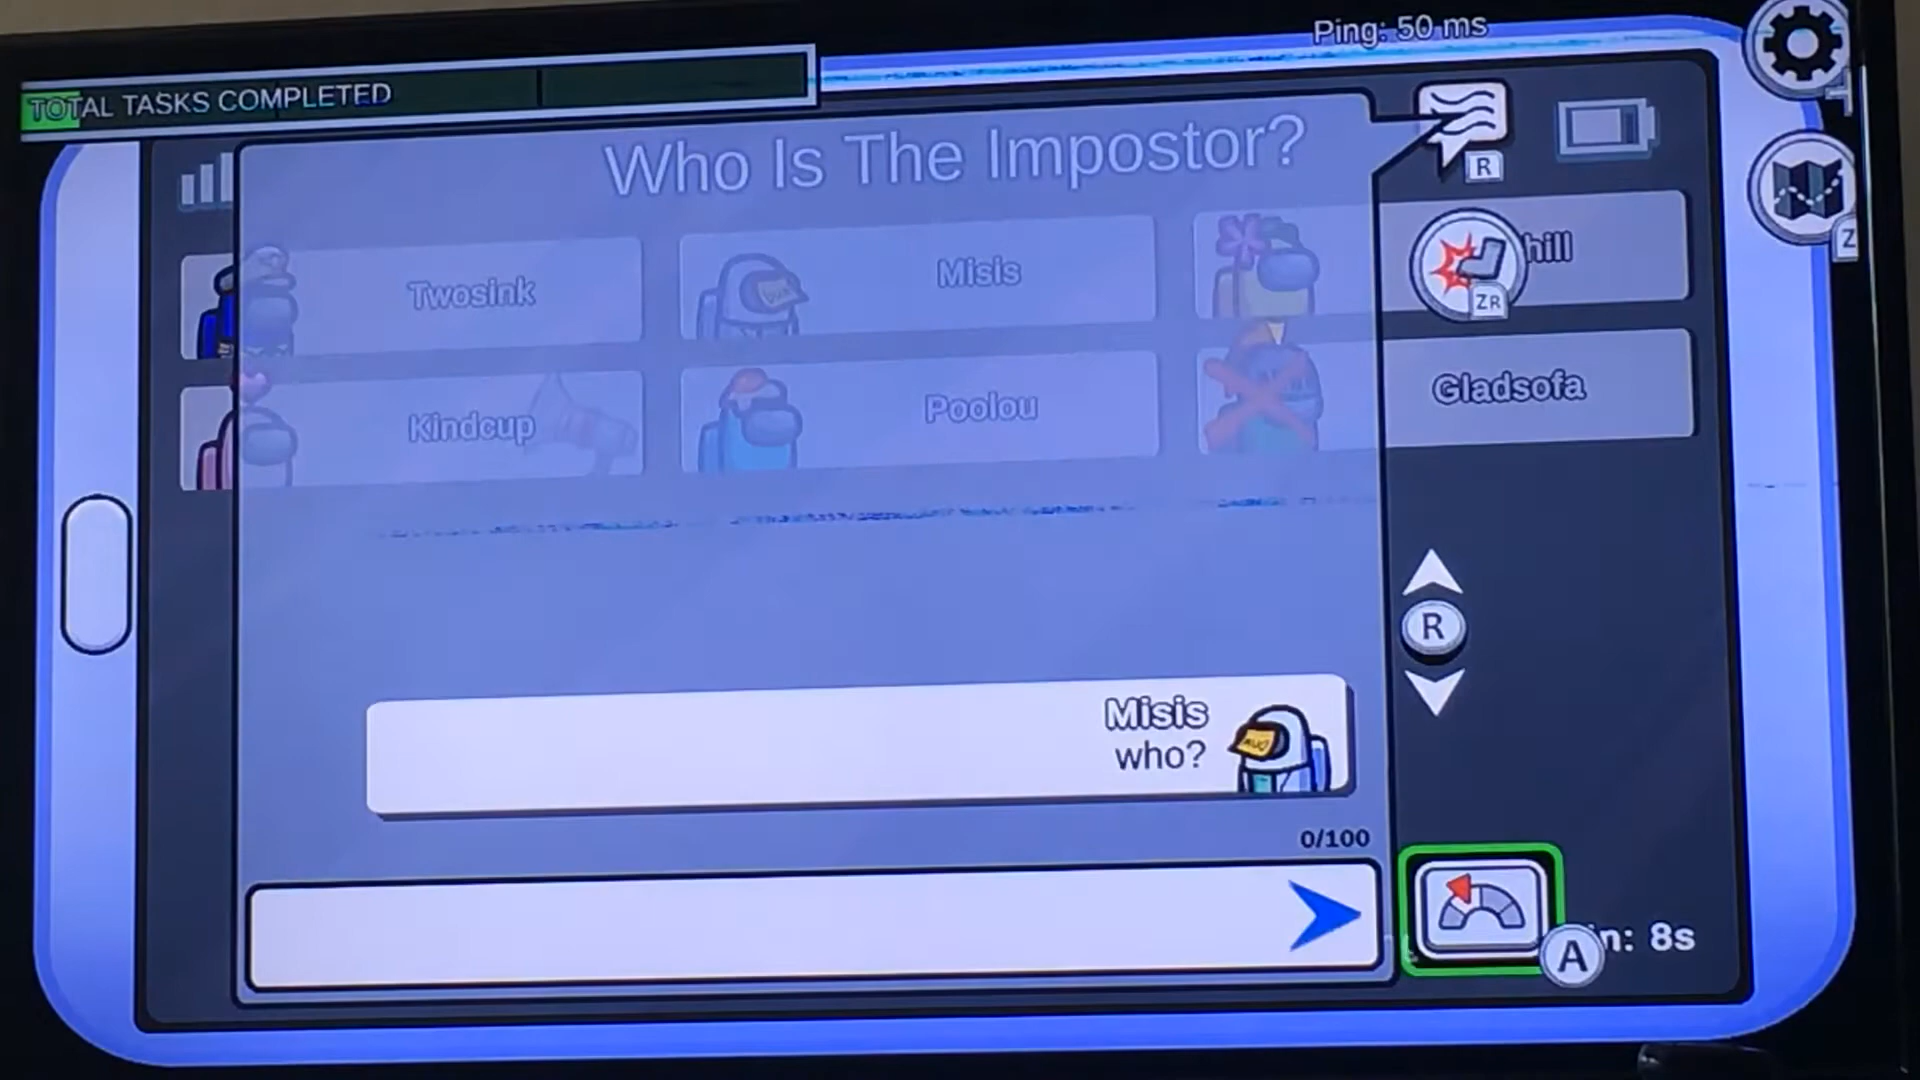 Ping: 50 ms
TOTAL TASKS COMPLETED
Who Is The Impostor?
R
Twosink
Misis
hill
ZR
Z
Kindcup
Poolou
Gladsofa
R
Misis
who?
DUM
0/100
n: 8s
A